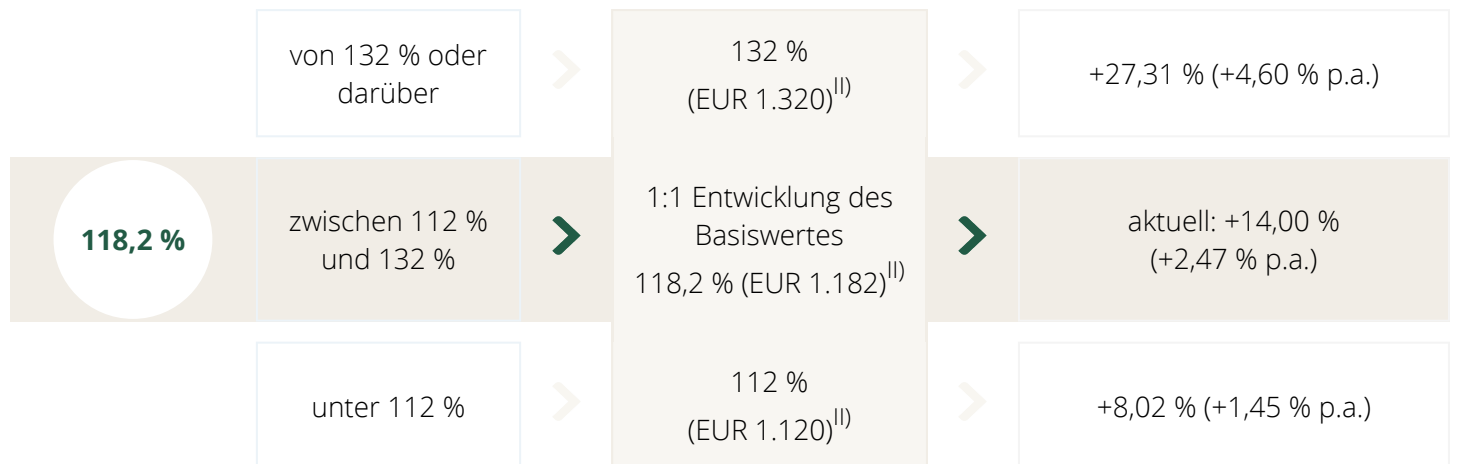 von 132 % oder
darüber
132 %
(EUR 1.320)II)
+27,31 % (+4,60 % p.a.)
118,2 %
zwischen 112 %
und 132 %
1:1 Entwicklung des
Basiswertes
118,2 % (EUR 1.182)II)
aktuell: +14,00 %
(+2,47 % p.a.)
unter 112 %
112 %
(EUR 1.120)II)
+8,02 % (+1,45 % p.a.)